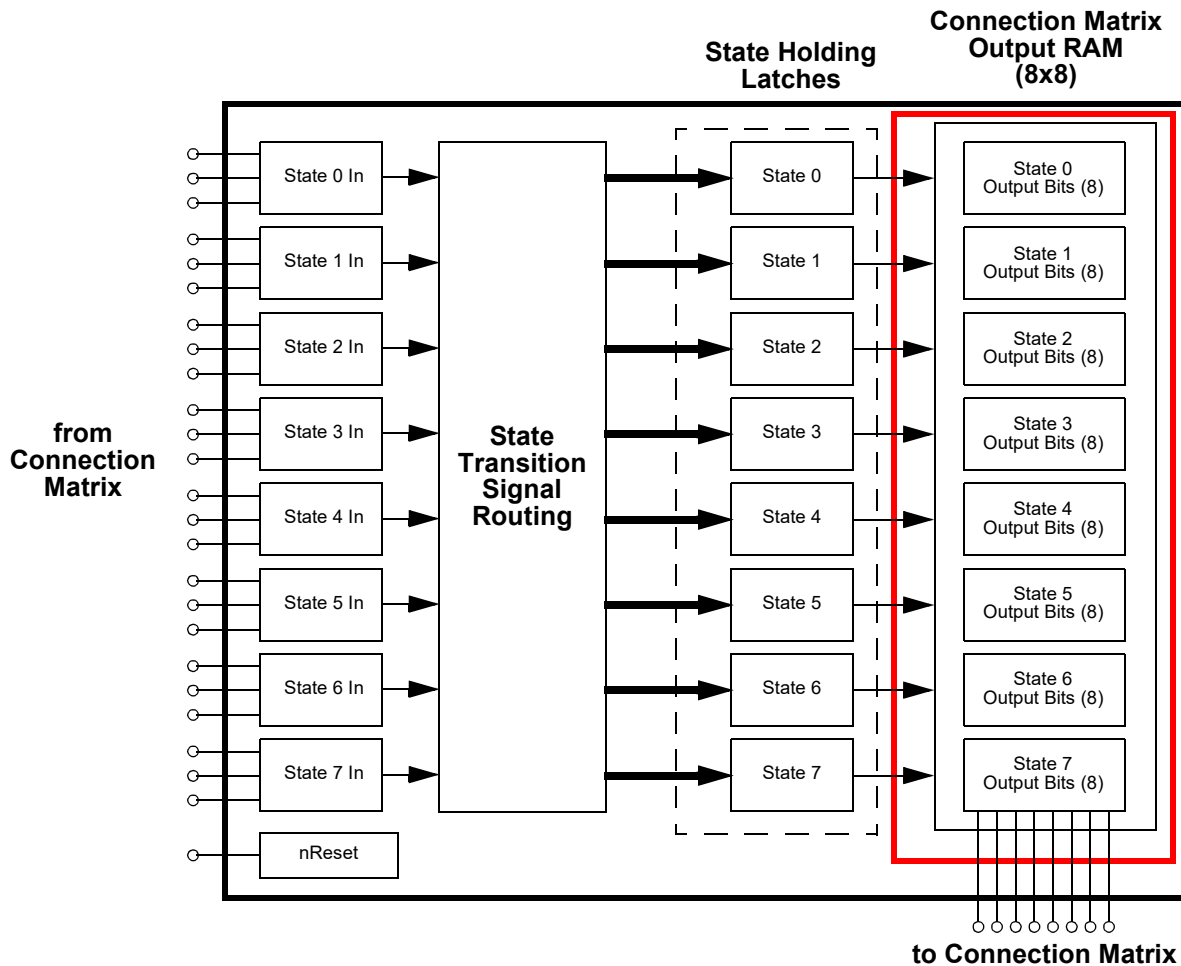 Connection Matrix
Output RAM
(8x8)
State Holding
Latches
from
Connection
Matrix
State 0 In
State 1 In
State 2 In
State 3 In
State 4 In
State 5 In
State 6 In
State 7 In
nReset
State
Transition
Signal
Routing
State 0
State 1
State 2
State 3
State 4
State 5
State 6
State 7
State 0
Output Bits (8)
State 1
Output Bits (8)
State 2
Output Bits (8)
State 3
Output Bits (8)
State 4
Output Bits (8)
State 5
Output Bits (8)
State 6
Output Bits (8)
State 7
Output Bits (8)
to Connection Matrix